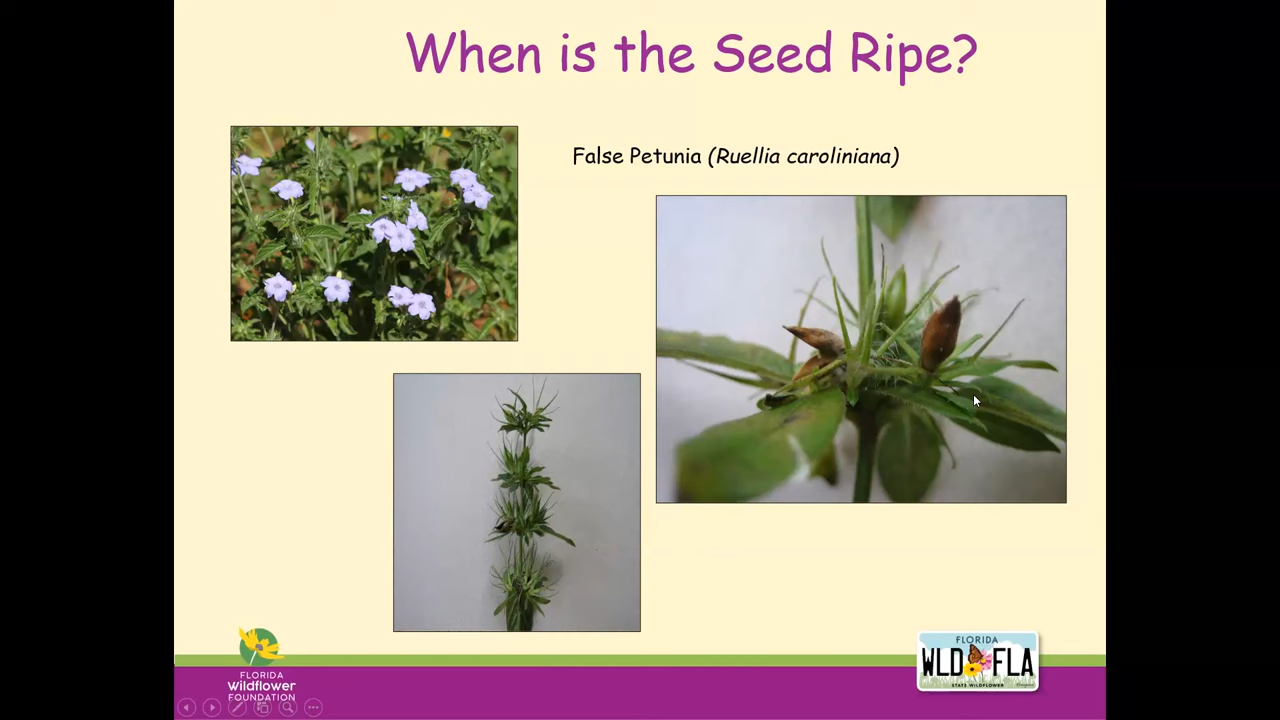 When is the Seed Ripe?
False Petunia (Ruellia caroliniana)
FLORIDA
wildflower
FOUNDATION
FLORIDA
WLD FLA
STATE WILDFLOWER